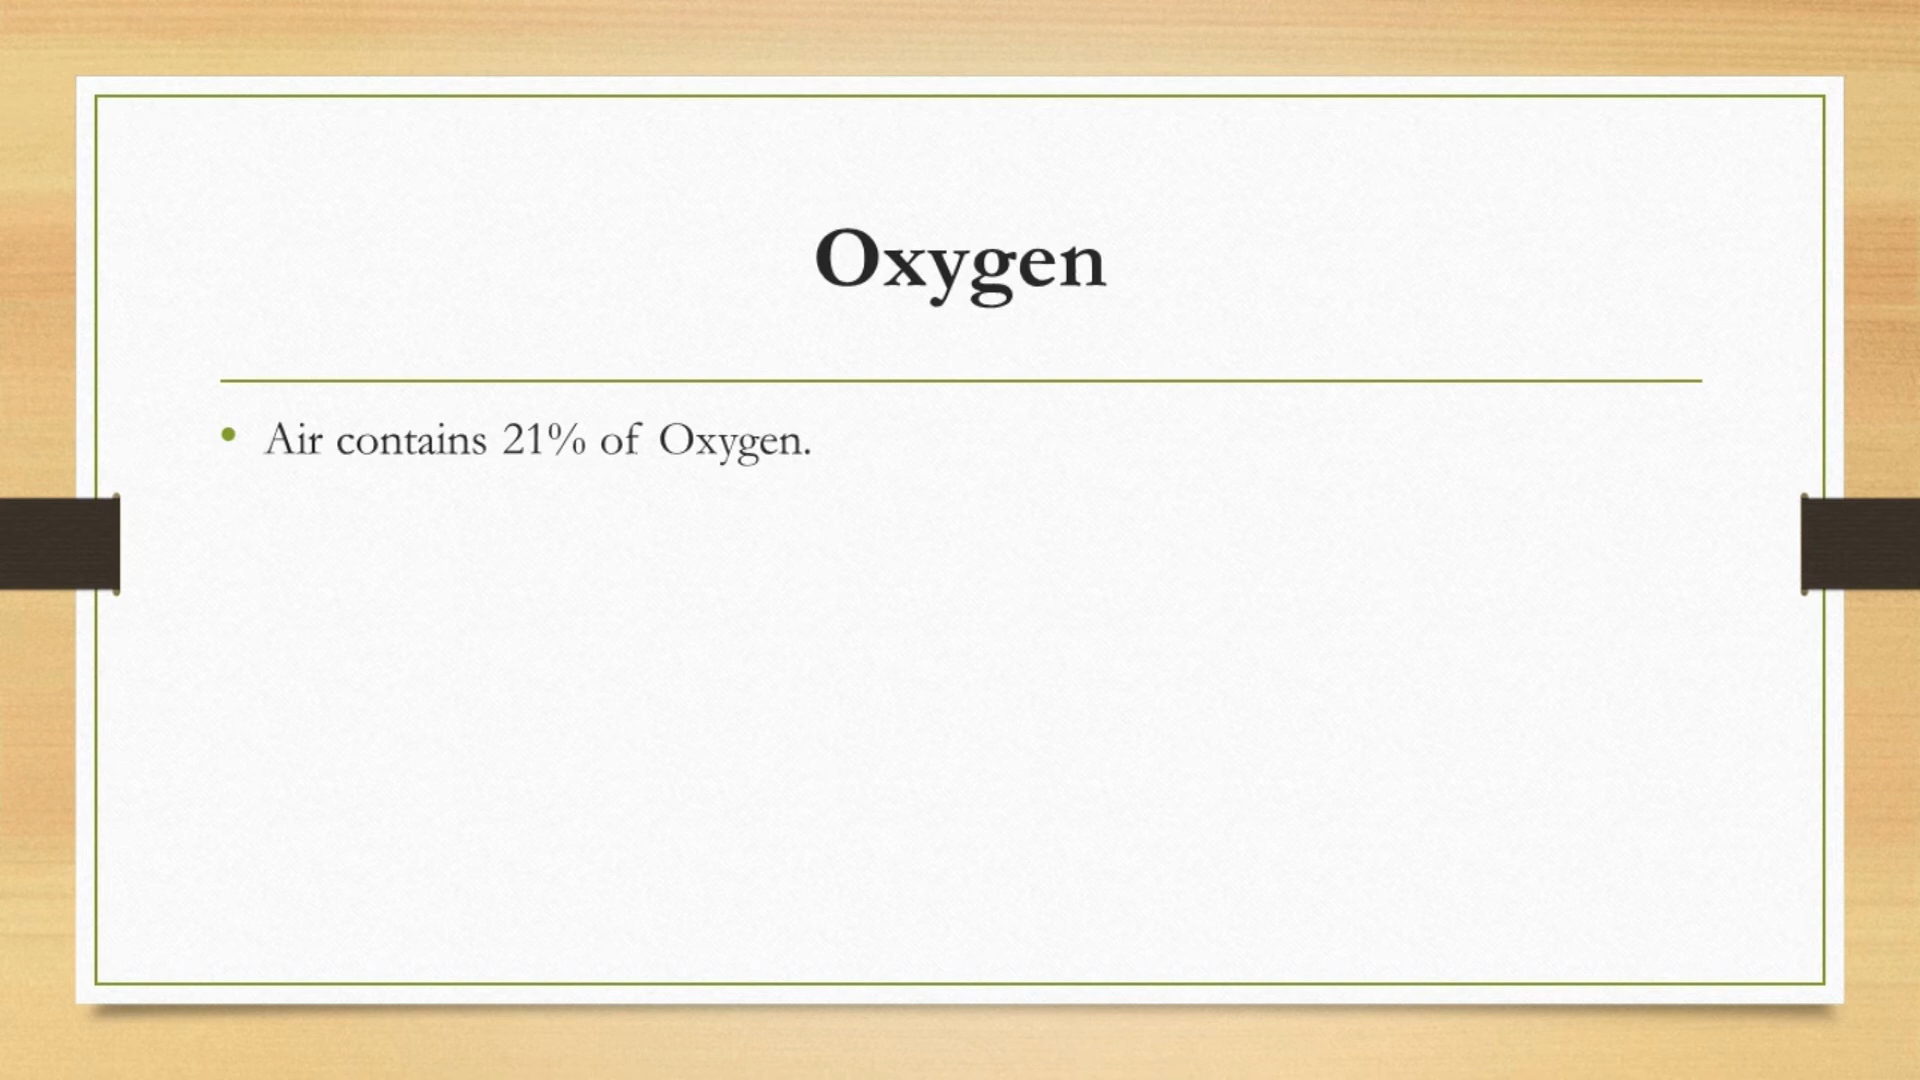 Oxygen
• Air contains 21% of Oxygen.